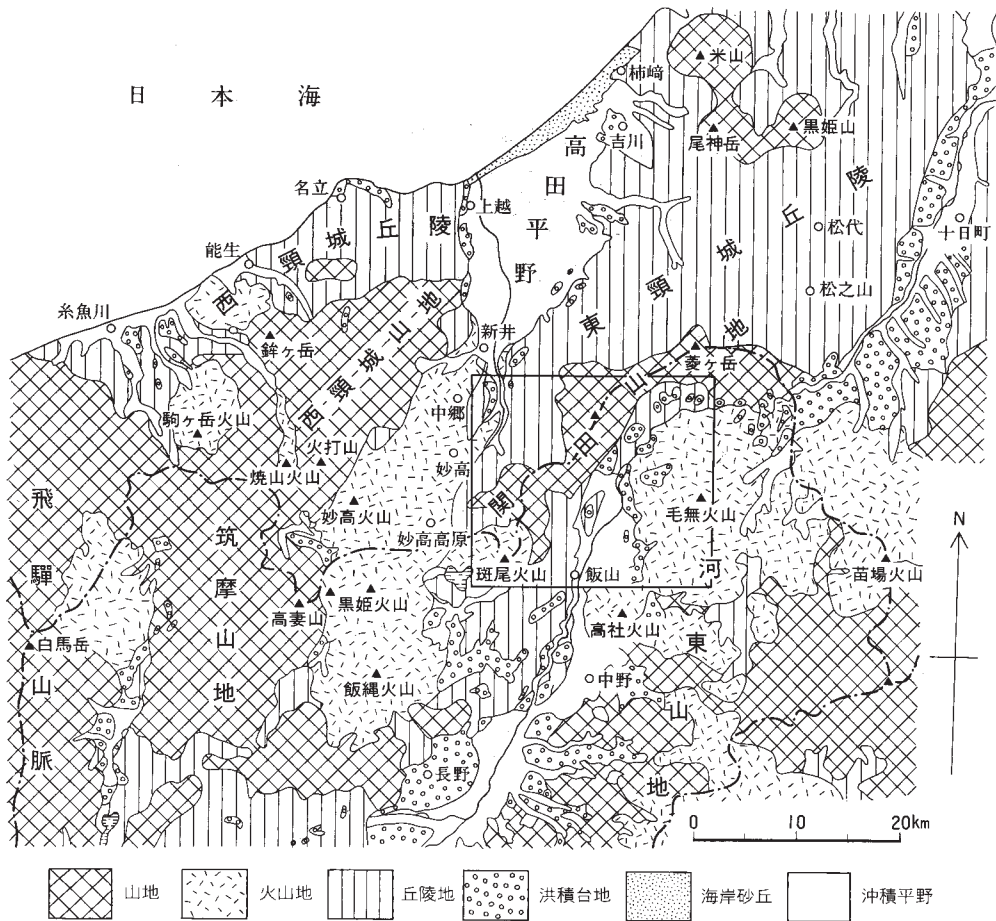 日本海
米山
柿崎
吉川
尾神岳
黒姫山
高田平野
名立
上越
西頸城丘陵
東頸城丘陵
松代
十日町
能生
松之山
糸魚川
新井
鉾ヶ岳
西頸城山地
菱ヶ岳
関田山地
中郷
駒ヶ岳火山
火打山
焼山火山
妙高
妙高火山
毛無火山
飛驒山脈
筑摩山地
妙高高原
斑尾火山
飯山
河東山地
苗場火山
高妻山
黒姫火山
高社火山
白馬岳
飯縄火山
中野
長野
N
0 10 20km
山地
火山地
丘陵地
洪積台地
海岸砂丘
沖積平野